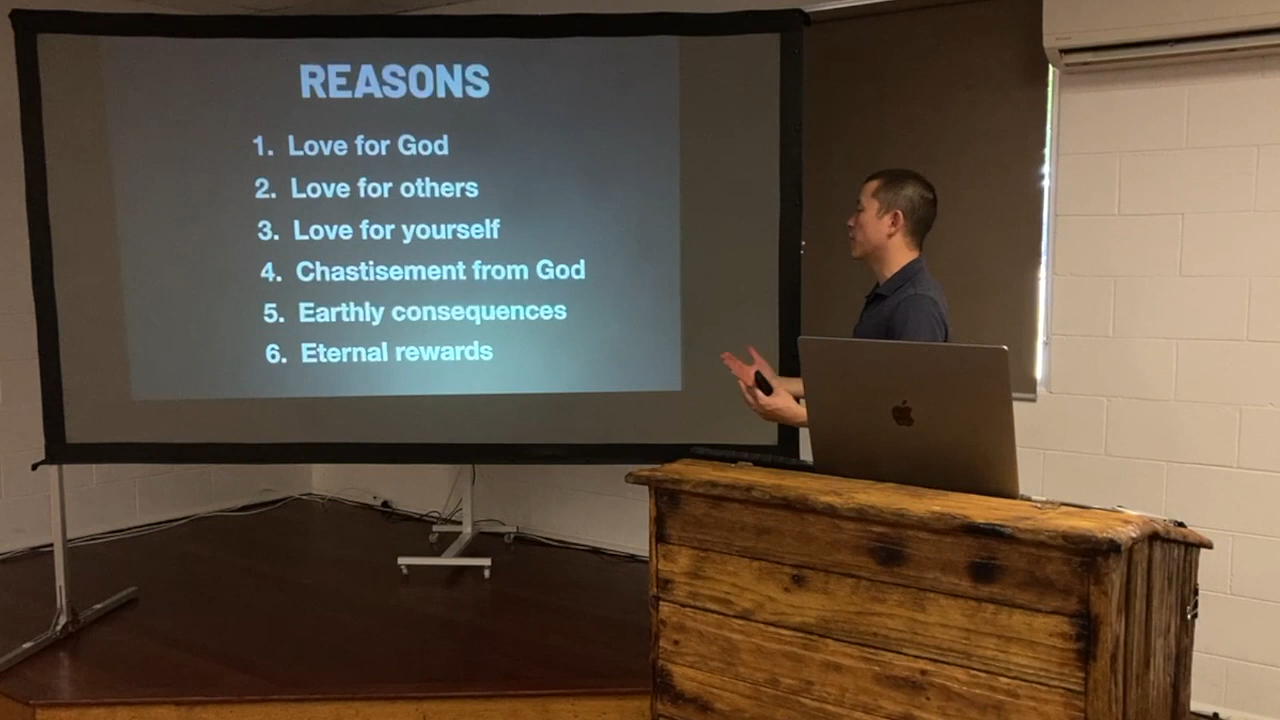 REASONS
1. Love for God
2. Love for others
3. Love for yourself
4. Chastisement from God
5. Earthly consequences
6. Eternal rewards